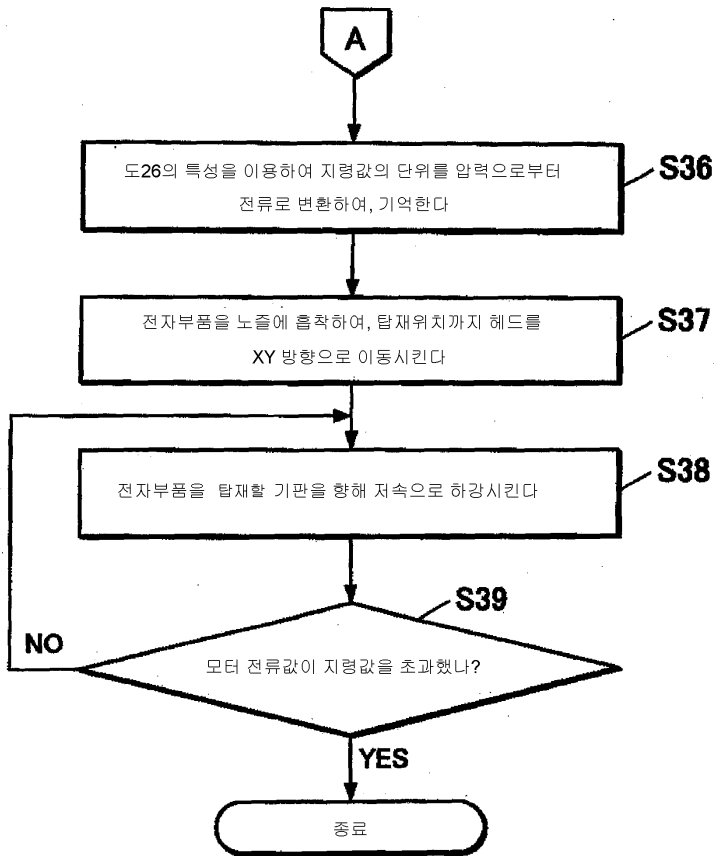 A
도26의 특성을 이용하여 지령값의 단위를 압력으로부터
전류로 변환하여, 기억한다
S36
전자부품을 노즐에 흡착하여, 탑재위치까지 헤드를
XY 방향으로 이동시킨다
S37
전자부품을 탑재할 기판을 향해 저속으로 하강시킨다
S38
S39
모터 전류값이 지령값을 초과했나?
NO
YES
종료